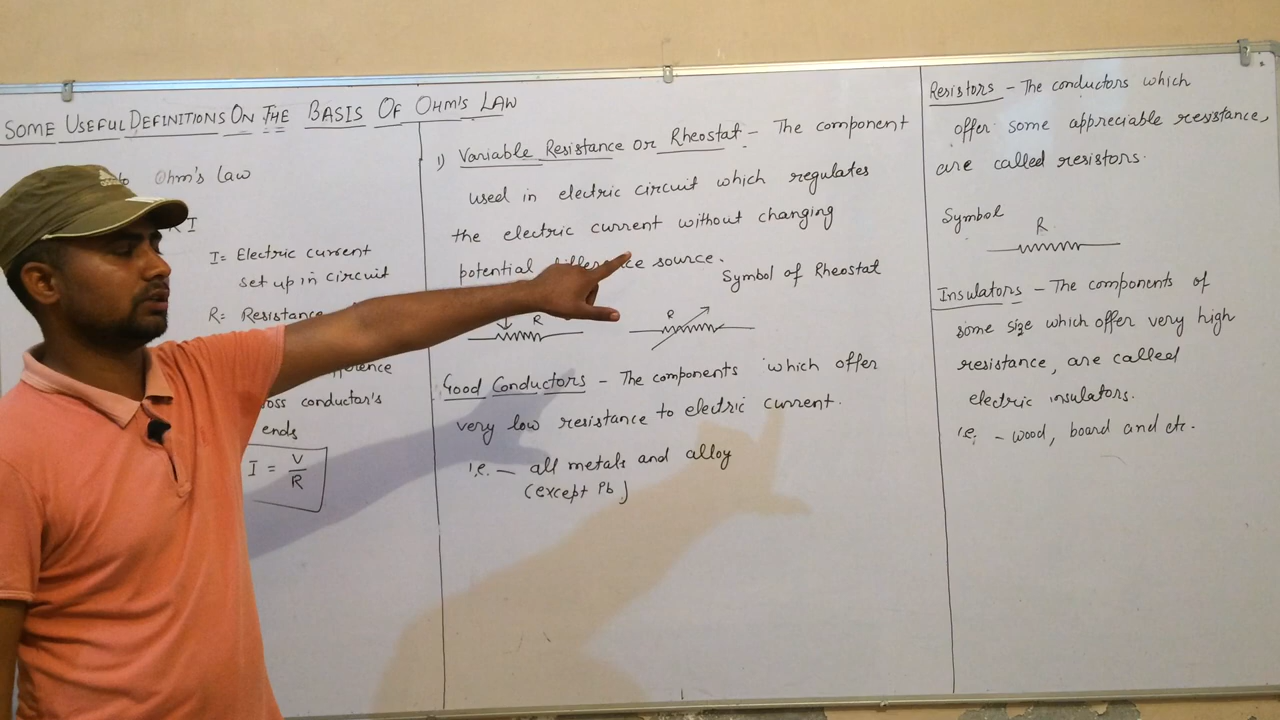 SOME USEFUL DEFINITIONS ON THE BASIS OF OHM'S LAW
Ohm's Law
R I
I = Electric current
set up in circuit
R = Resistance
conductor's
ends
I = V/R
1) Variable Resistance or Rheostat - The component
used in electric circuit which regulates
the electric current without changing
potential difference source.
Symbol of Rheostat
R
R
Good Conductors - The components which offer
very low resistance to electric current.
i.e. - all metals and alloy
(except Pb)
Resistors - The conductors which
offer some appreciable resistance,
are called resistors.
Symbol
R
Insulators - The components of
some size which offer very high
resistance, are called
electric insulators.
i.e; - wood, board and etc.